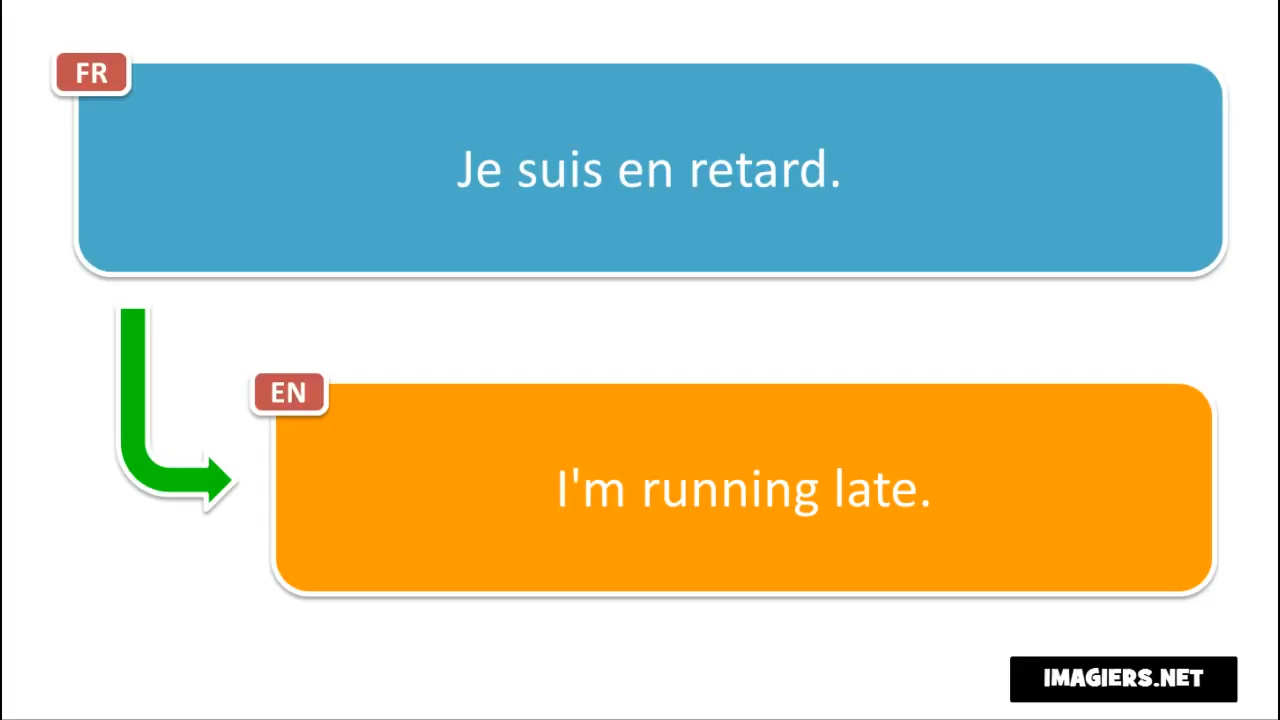 FR
Je suis en retard.
EN
I'm running late.
IMAGIERS.NET